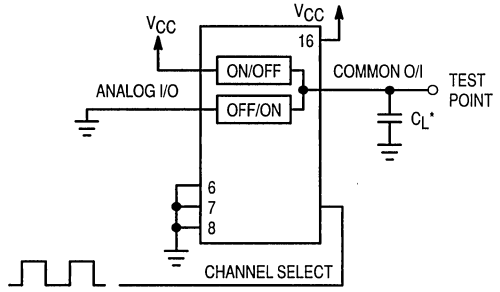 VCC
VCC
16
ON/OFF
COMMON O/I
TEST
POINT
ANALOG I/O
OFF/ON
CL*
6
7
8
CHANNEL SELECT